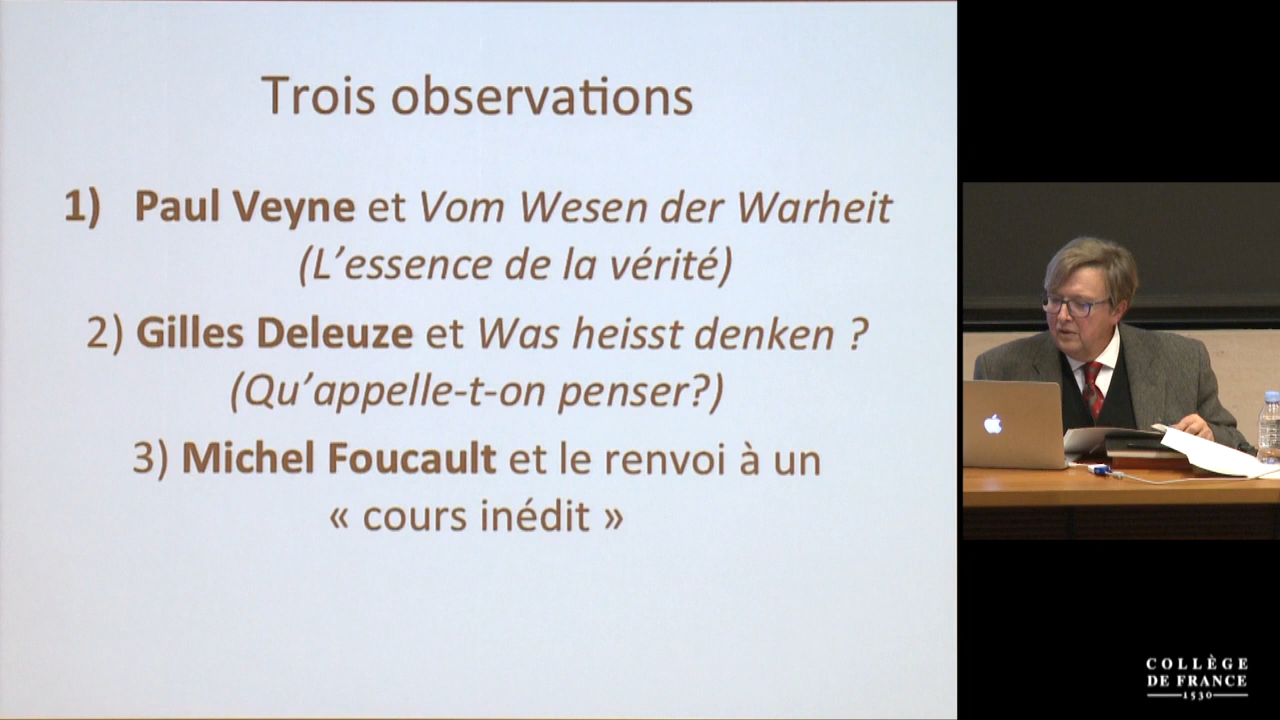 Trois observations
1) Paul Veyne et Vom Wesen der Warheit
(L’essence de la vérité)
2) Gilles Deleuze et Was heisst denken ?
(Qu’appelle-t-on penser?)
3) Michel Foucault et le renvoi à un
« cours inédit »
COLLÈGE
DE FRANCE
1530